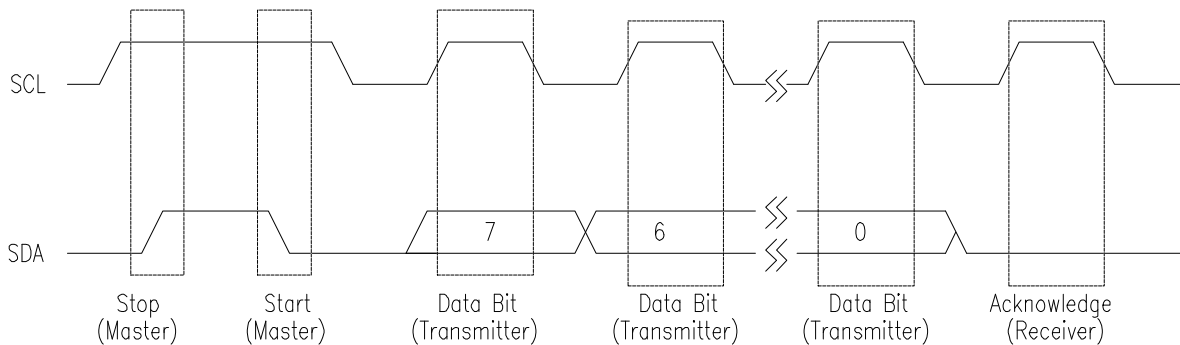 SCL
SDA
7
6
0
Stop
(Master)
Start
(Master)
Data Bit
(Transmitter)
Data Bit
(Transmitter)
Data Bit
(Transmitter)
Acknowledge
(Receiver)